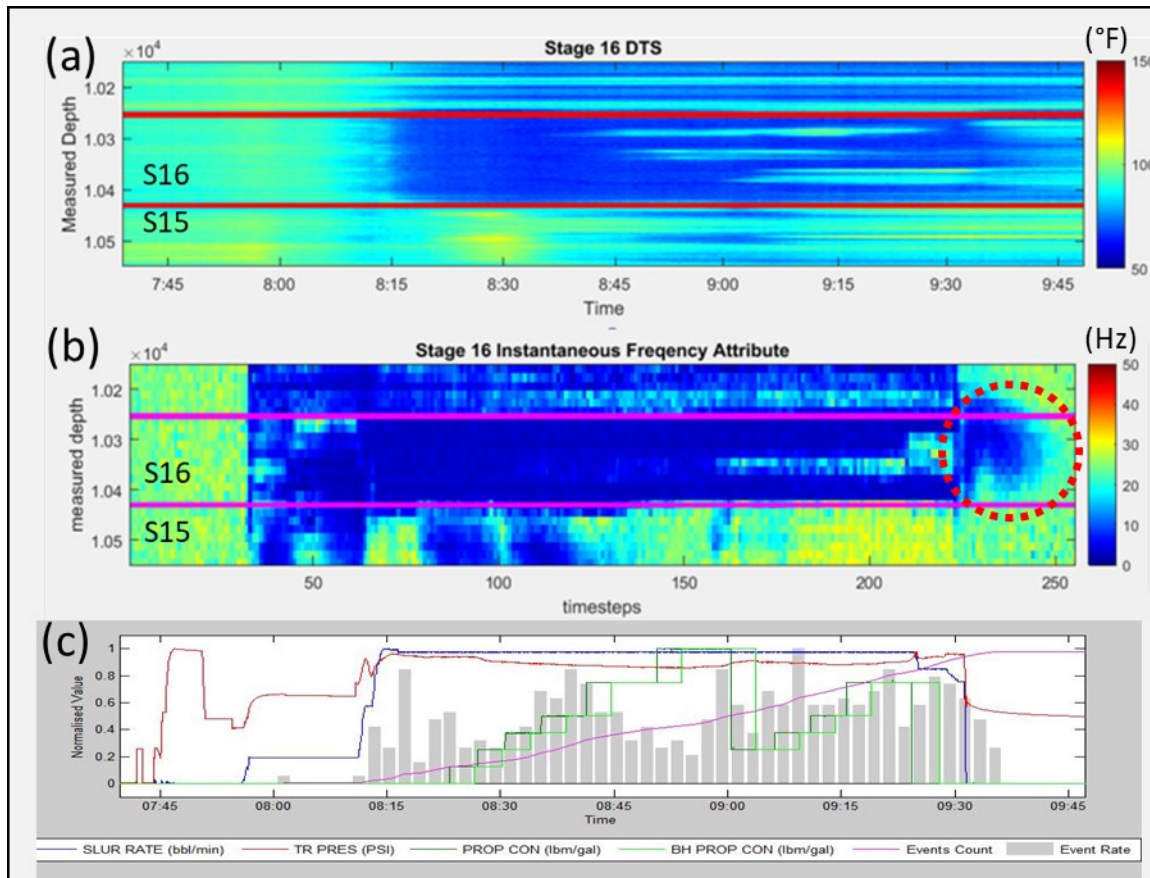 (a)
Stage 16 DTS
(°F)
×10⁴
1.02
1.03
1.04
1.05
Measured Depth
S16
S15
7:45 8:00 8:15 8:30 8:45 9:00 9:15 9:30 9:45
Time
150
100
50
(b)
Stage 16 Instantaneous Freqency Attribute
(Hz)
×10⁴
1.02
1.03
1.04
1.05
measured depth
S16
S15
50 100 150 200 250
timesteps
50
40
30
20
10
0
(c)
1
0.8
0.6
0.4
0.2
0
Normalised Value
07:45 08:00 08:15 08:30 08:45 09:00 09:15 09:30 09:45
Time
SLUR RATE (bbl/min) TR PRES (PSI) PROP CON (lbm/gal) BH PROP CON (lbm/gal) Events Count Event Rate